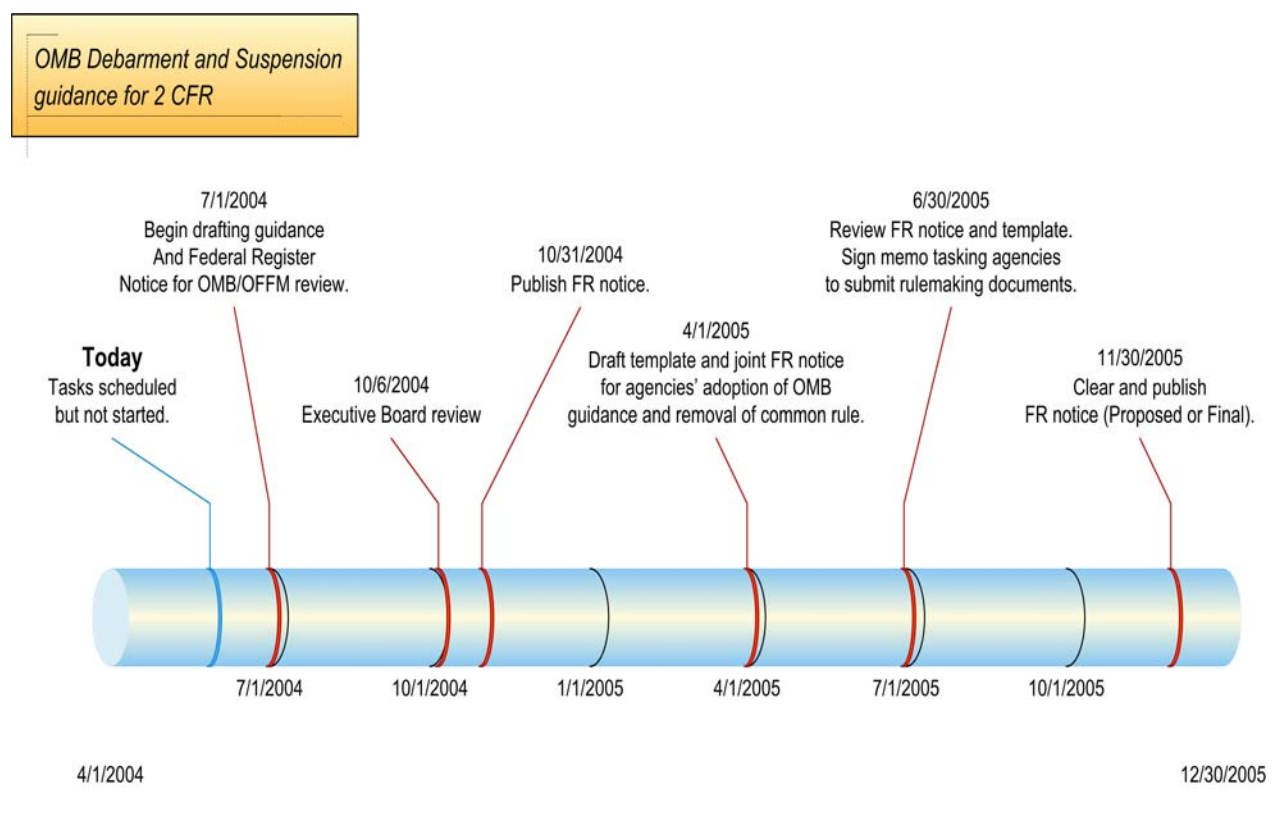 OMB Debarment and Suspension
guidance for 2 CFR
7/1/2004
Begin drafting guidance
And Federal Register
Notice for OMB/OFFM review.
Today
Tasks scheduled
but not started.
10/6/2004
Executive Board review
10/31/2004
Publish FR notice.
4/1/2005
Draft template and joint FR notice
for agencies’ adoption of OMB
guidance and removal of common rule.
6/30/2005
Review FR notice and template.
Sign memo tasking agencies
to submit rulemaking documents.
11/30/2005
Clear and publish
FR notice (Proposed or Final).
7/1/2004
10/1/2004
1/1/2005
4/1/2005
7/1/2005
10/1/2005
4/1/2004
12/30/2005